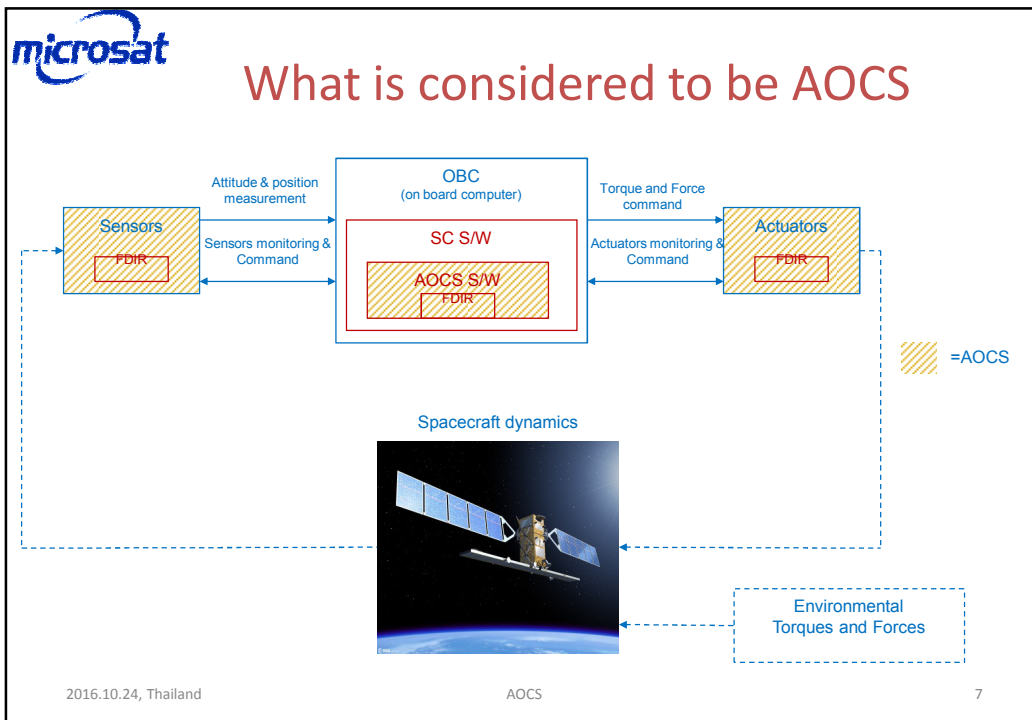 microsat
What is considered to be AOCS
Attitude & position
measurement
OBC
(on board computer)
Torque and Force
command
Sensors
FDIR
Sensors monitoring &
Command
SC S/W
AOCS S/W
FDIR
Actuators monitoring &
Command
Actuators
FDIR
=AOCS
Spacecraft dynamics
Environmental
Torques and Forces
2016.10.24, Thailand
AOCS
7